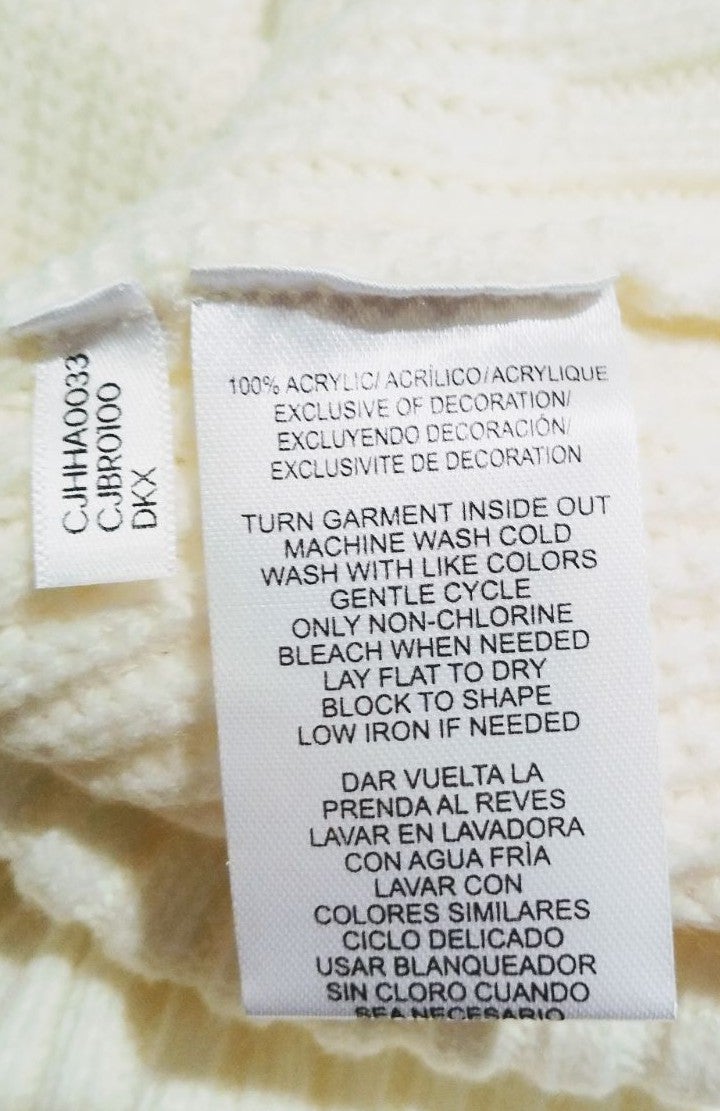 CJHHA0033
CJBR0100
DKX
100% ACRYLIC/ ACRÍLICO/ACRYLIQUE
EXCLUSIVE OF DECORATION/
EXCLUYENDO DECORACIÓN/
EXCLUSIVITE DE DECORATION
TURN GARMENT INSIDE OUT
MACHINE WASH COLD
WASH WITH LIKE COLORS
GENTLE CYCLE
ONLY NON-CHLORINE
BLEACH WHEN NEEDED
LAY FLAT TO DRY
BLOCK TO SHAPE
LOW IRON IF NEEDED
DAR VUELTA LA
PRENDA AL REVES
LAVAR EN LAVADORA
CON AGUA FRÌA
LAVAR CON
COLORES SIMILARES
CICLO DELICADO
USAR BLANQUEADOR
SIN CLORO CUANDO
SEA NECESARIO